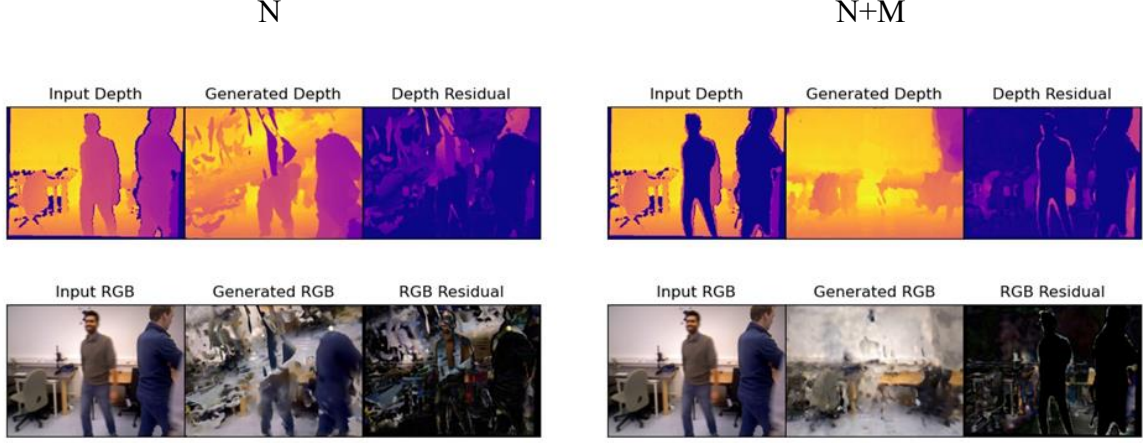 N N+M
Input Depth Generated Depth Depth Residual Input Depth Generated Depth Depth Residual
Input RGB Generated RGB RGB Residual Input RGB Generated RGB RGB Residual